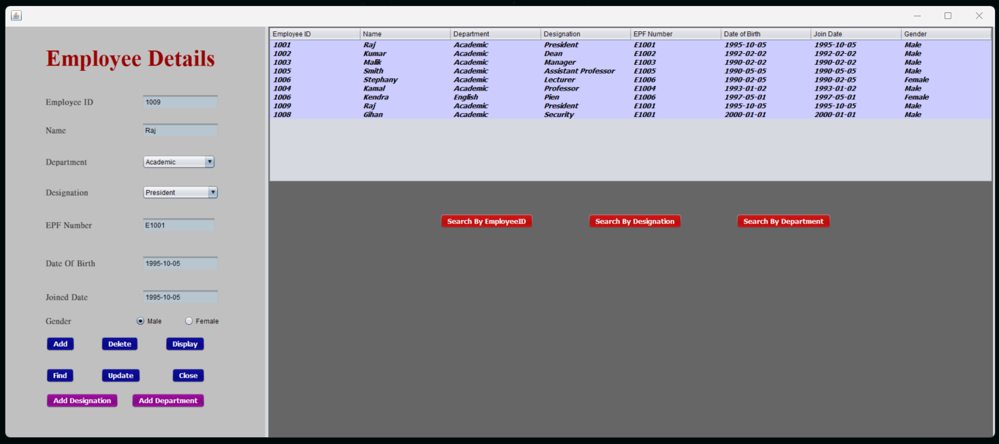 Employee Details
Employee ID 1009
Name Raj
Department Academic
Designation President
EPF Number E1001
Date Of Birth 1995-10-05
Joined Date 1995-10-05
Gender Male Female
Add Delete Display
Find Update Close
Add Designation Add Department
Employee ID Name Department Designation EPF Number Date of Birth Join Date Gender
1001 Raj Academic President E1001 1995-10-05 1995-10-05 Male
1002 Kumar Academic Dean E1002 1992-02-02 1992-02-02 Male
1003 Malik Academic Manager E1003 1990-02-02 1990-02-02 Male
1005 Smith Academic Assistant Professor E1005 1990-05-05 1990-05-05 Male
1006 Stephany Academic Lecturer E1006 1990-02-05 1990-02-05 Female
1004 Kamal Academic Professor E1004 1993-01-02 1993-01-02 Male
1006 Kendra English Pien E1006 1997-05-01 1997-05-01 Female
1009 Raj Academic President E1001 1995-10-05 1995-10-05 Male
1008 Gihan Academic Security E1001 2000-01-01 2000-01-01 Male
Search By EmployeeID Search By Designation Search By Department